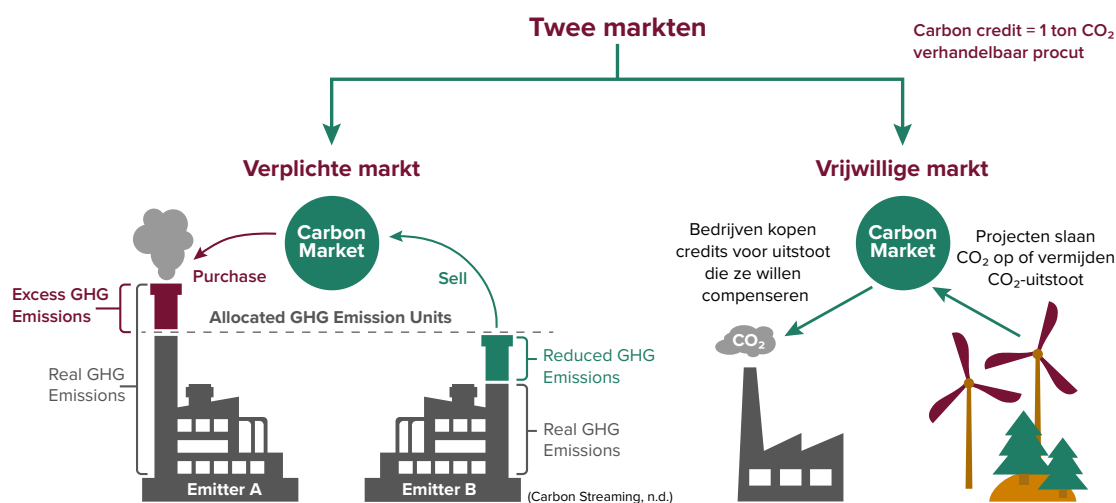 Twee markten
Carbon credit = 1 ton CO₂
verhandelbaar procut
Verplichte markt
Carbon
Market
Purchase
Sell
Excess GHG
Emissions
Allocated GHG Emission Units
Real GHG
Emissions
Reduced GHG
Emissions
Real GHG
Emissions
Emitter A
Emitter B
(Carbon Streaming, n.d.)
Vrijwillige markt
Bedrijven kopen
credits voor uitstoot
die ze willen
compenseren
Carbon
Market
Projecten slaan
CO₂ op of vermijden
CO₂-uitstoot
CO₂